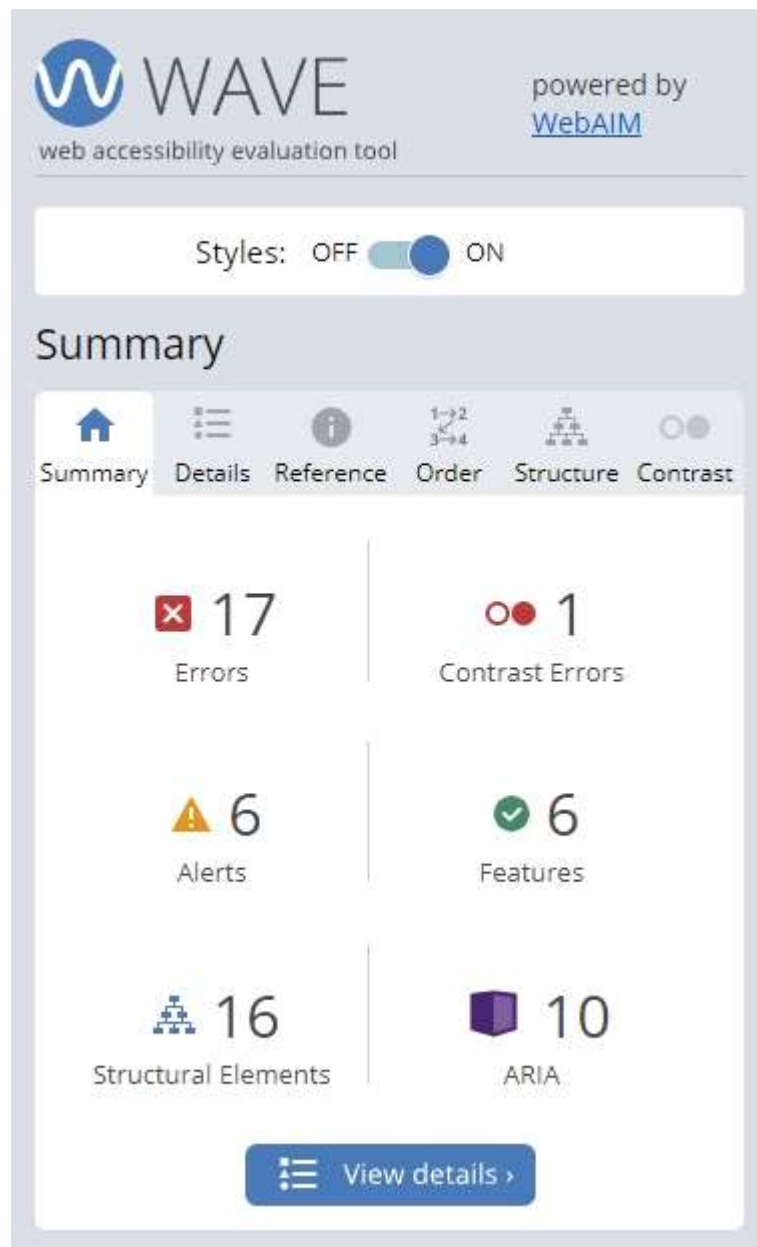 WAVE
powered by
WebAIM
web accessibility evaluation tool
Styles: OFF ON
Summary
1→2
3→4
Summary Details Reference Order Structure Contrast
17 1
Errors Contrast Errors
6 6
Alerts Features
16 10
Structural Elements ARIA
View details ›